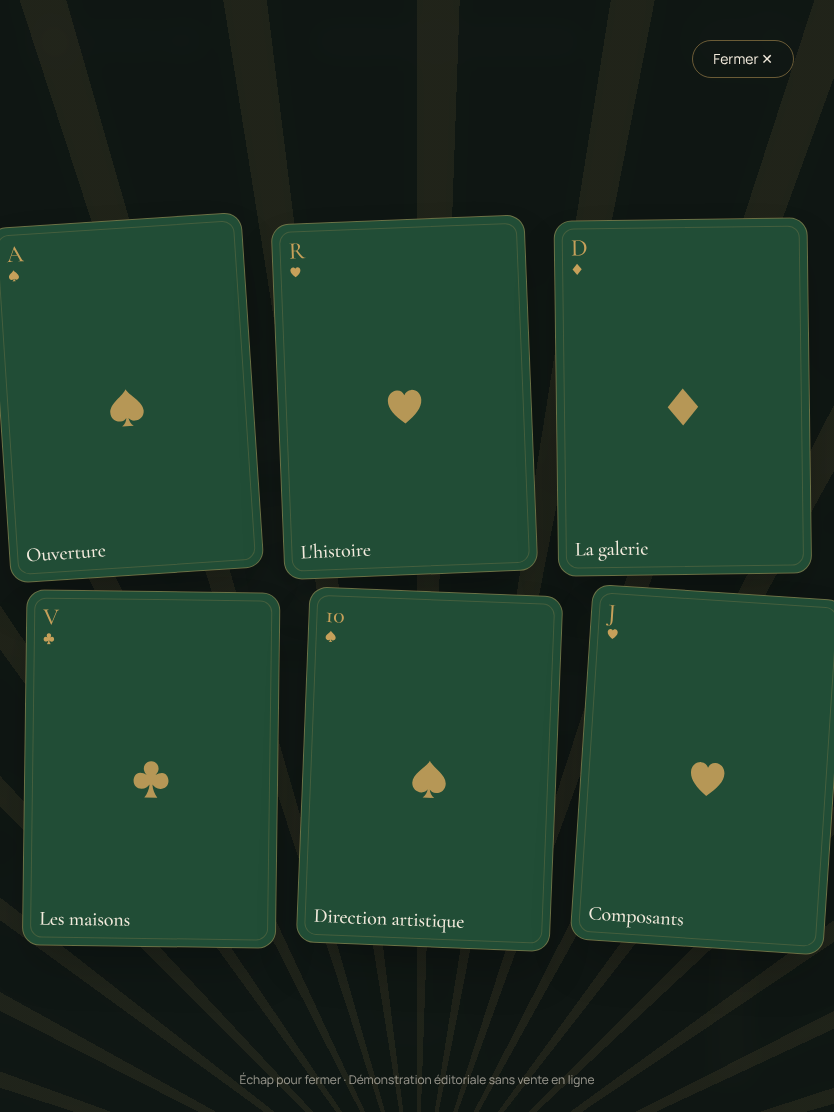 Fermer ✕
A
♠
R
♥
D
♦
Ouverture
L'histoire
La galerie
V
♣
10
♠
J
♥
Les maisons
Direction artistique
Composants
Échap pour fermer · Démonstration éditoriale sans vente en ligne